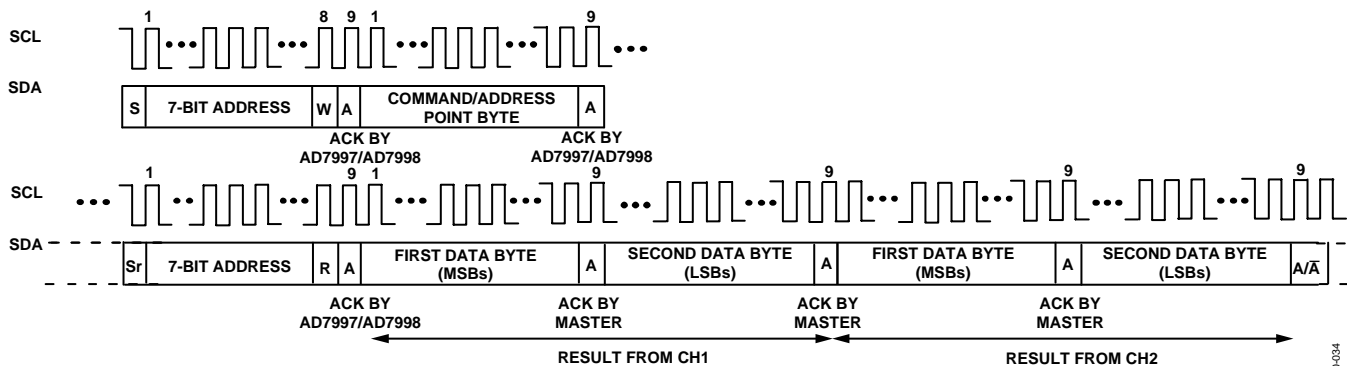 1 8 9 1 9
SCL
SDA
S 7-BIT ADDRESS W A COMMAND/ADDRESS POINT BYTE A
ACK BY AD7997/AD7998 ACK BY AD7997/AD7998
1 9 1 9 9 9 9
SCL
SDA
Sr 7-BIT ADDRESS R A FIRST DATA BYTE (MSBs) A SECOND DATA BYTE (LSBs) A FIRST DATA BYTE (MSBs) A SECOND DATA BYTE (LSBs) A/A̅
ACK BY AD7997/AD7998 ACK BY MASTER ACK BY MASTER ACK BY MASTER
RESULT FROM CH1 RESULT FROM CH2